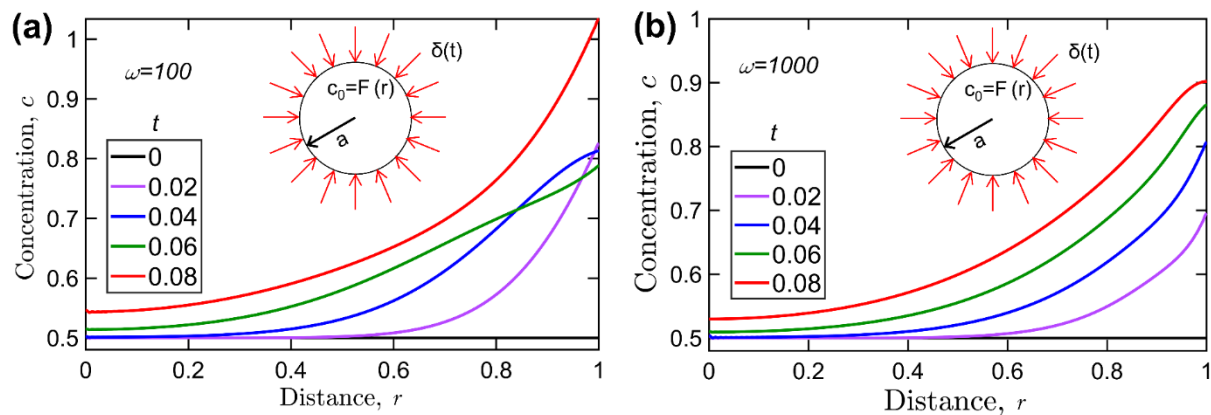 (a)
ω=100
δ(t)
c₀=F (r)
a
t
0
0.02
0.04
0.06
0.08
Concentration, c
1
0.9
0.8
0.7
0.6
0.5
0
0.2
0.4
0.6
0.8
1
Distance, r
(b)
ω=1000
δ(t)
c₀=F (r)
a
t
0
0.02
0.04
0.06
0.08
Concentration, c
1
0.9
0.8
0.7
0.6
0.5
0
0.2
0.4
0.6
0.8
1
Distance, r